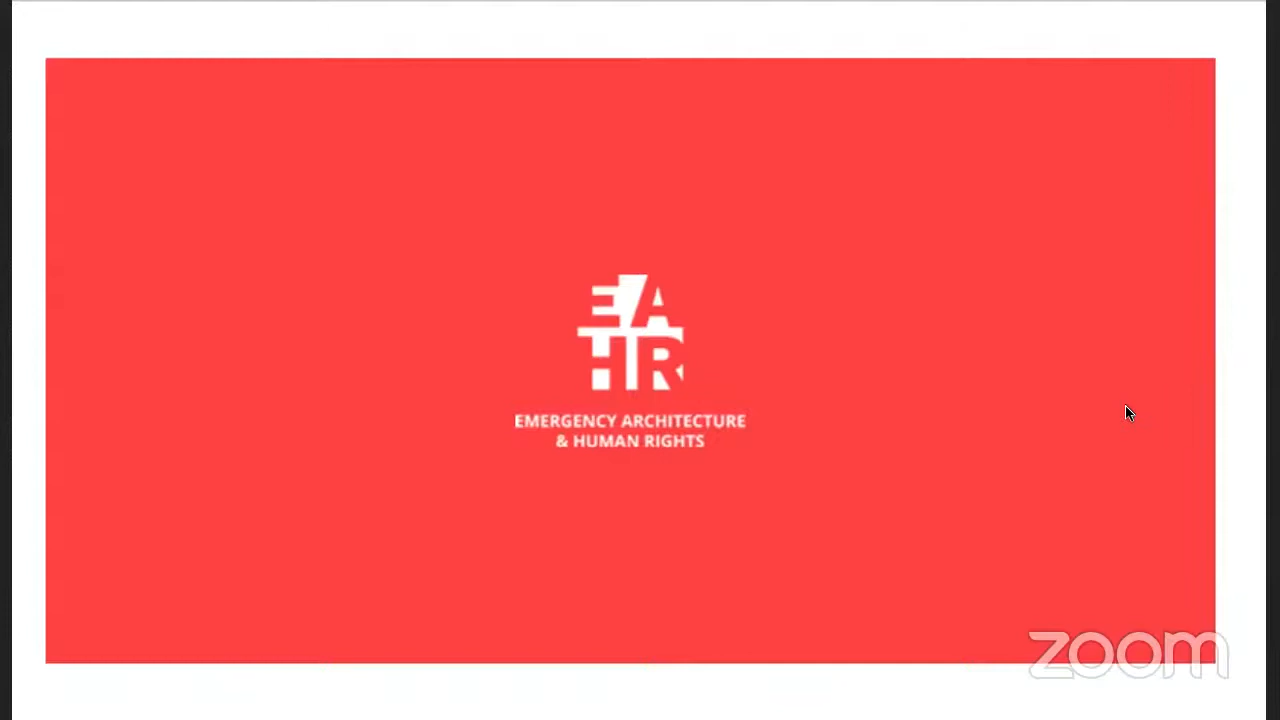 EA
HR
EMERGENCY ARCHITECTURE
& HUMAN RIGHTS
zoom